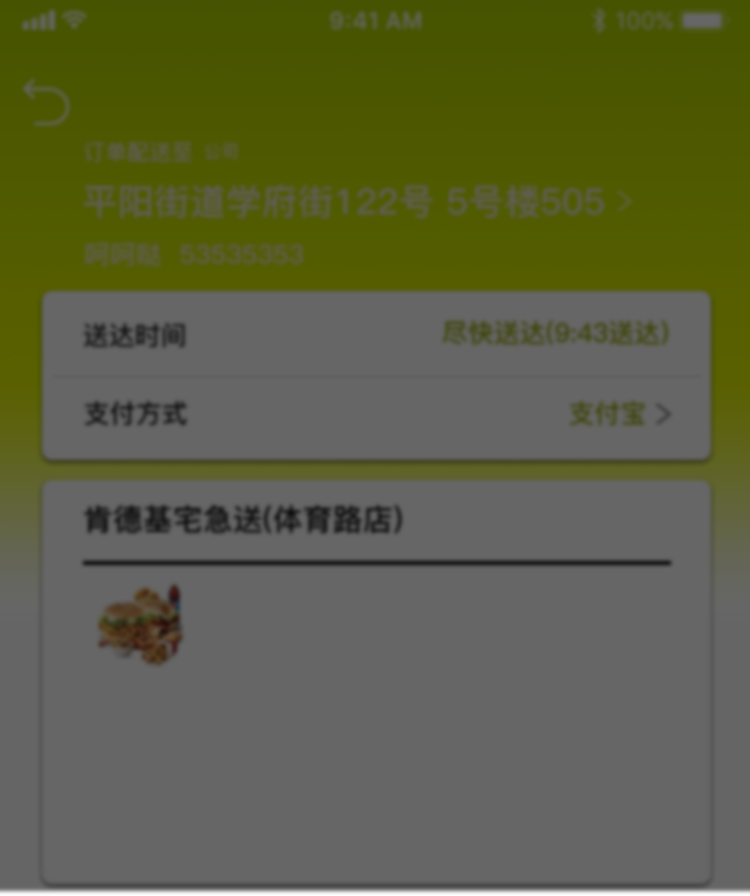 9:41 AM 100%
订单配送至 公司
平阳街道学府街122号 5号楼505 >
呵呵哒 53535353
送达时间 尽快送达(9:43送达)
支付方式 支付宝 >
肯德基宅急送(体育路店)